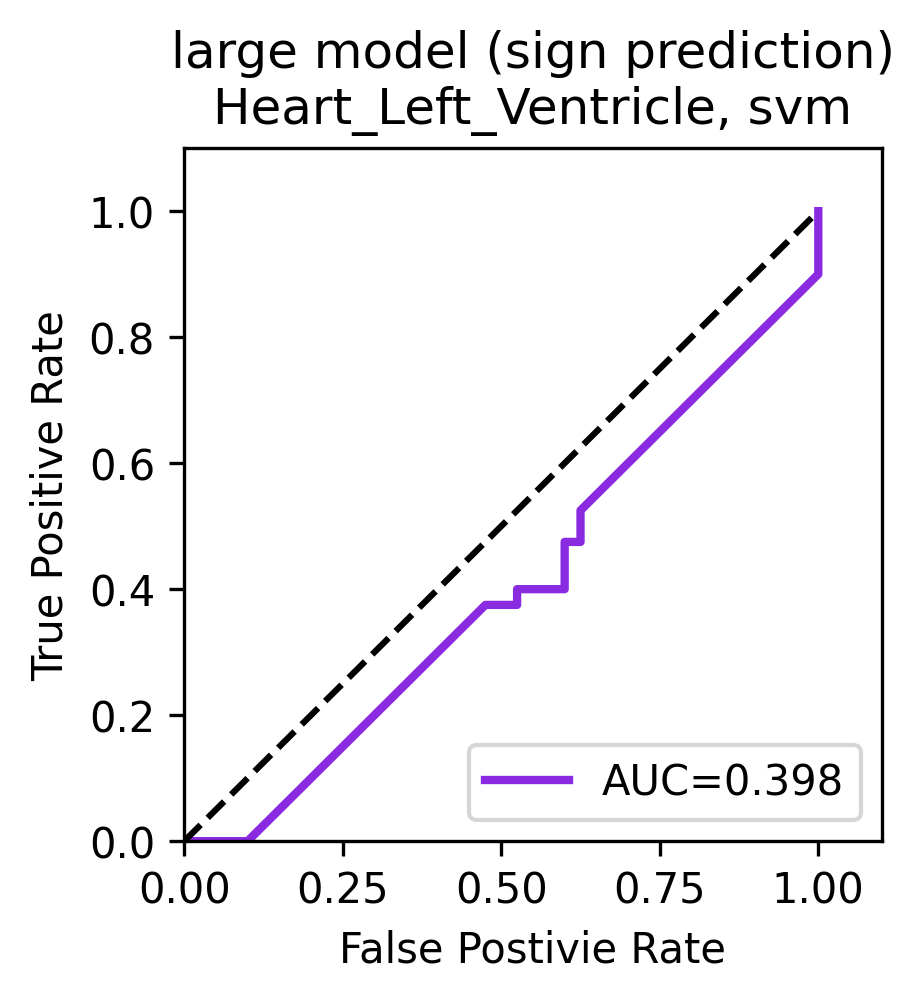 large model (sign prediction)
Heart_Left_Ventricle, svm
True Positive Rate
1.0
0.8
0.6
0.4
0.2
0.0
AUC=0.398
0.00 0.25 0.50 0.75 1.00
False Postivie Rate